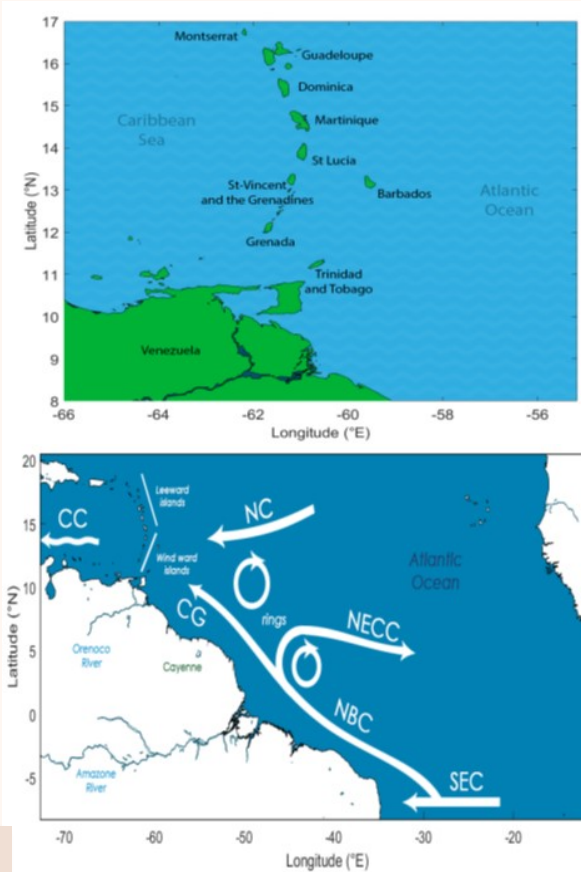 17
16
15
14
13
12
11
10
9
8
Latitude (°N)
Montserrat
Guadeloupe
Dominica
Caribbean
Sea
Martinique
St Lucia
St-Vincent
and the Grenadines
Barbados
Atlantic
Ocean
Grenada
Trinidad
and Tobago
Venezuela
-66
-64
-62
-60
-58
-56
Longitude (°E)
20
15
10
5
0
-5
Latitude (°N)
Leeward
islands
CC
NC
Wind ward
islands
Atlantic
Ocean
CG
rings
NECC
Orenoco
River
Cayenne
NBC
Amazone
River
SEC
-70
-60
-50
-40
-30
-20
Longitude (°E)